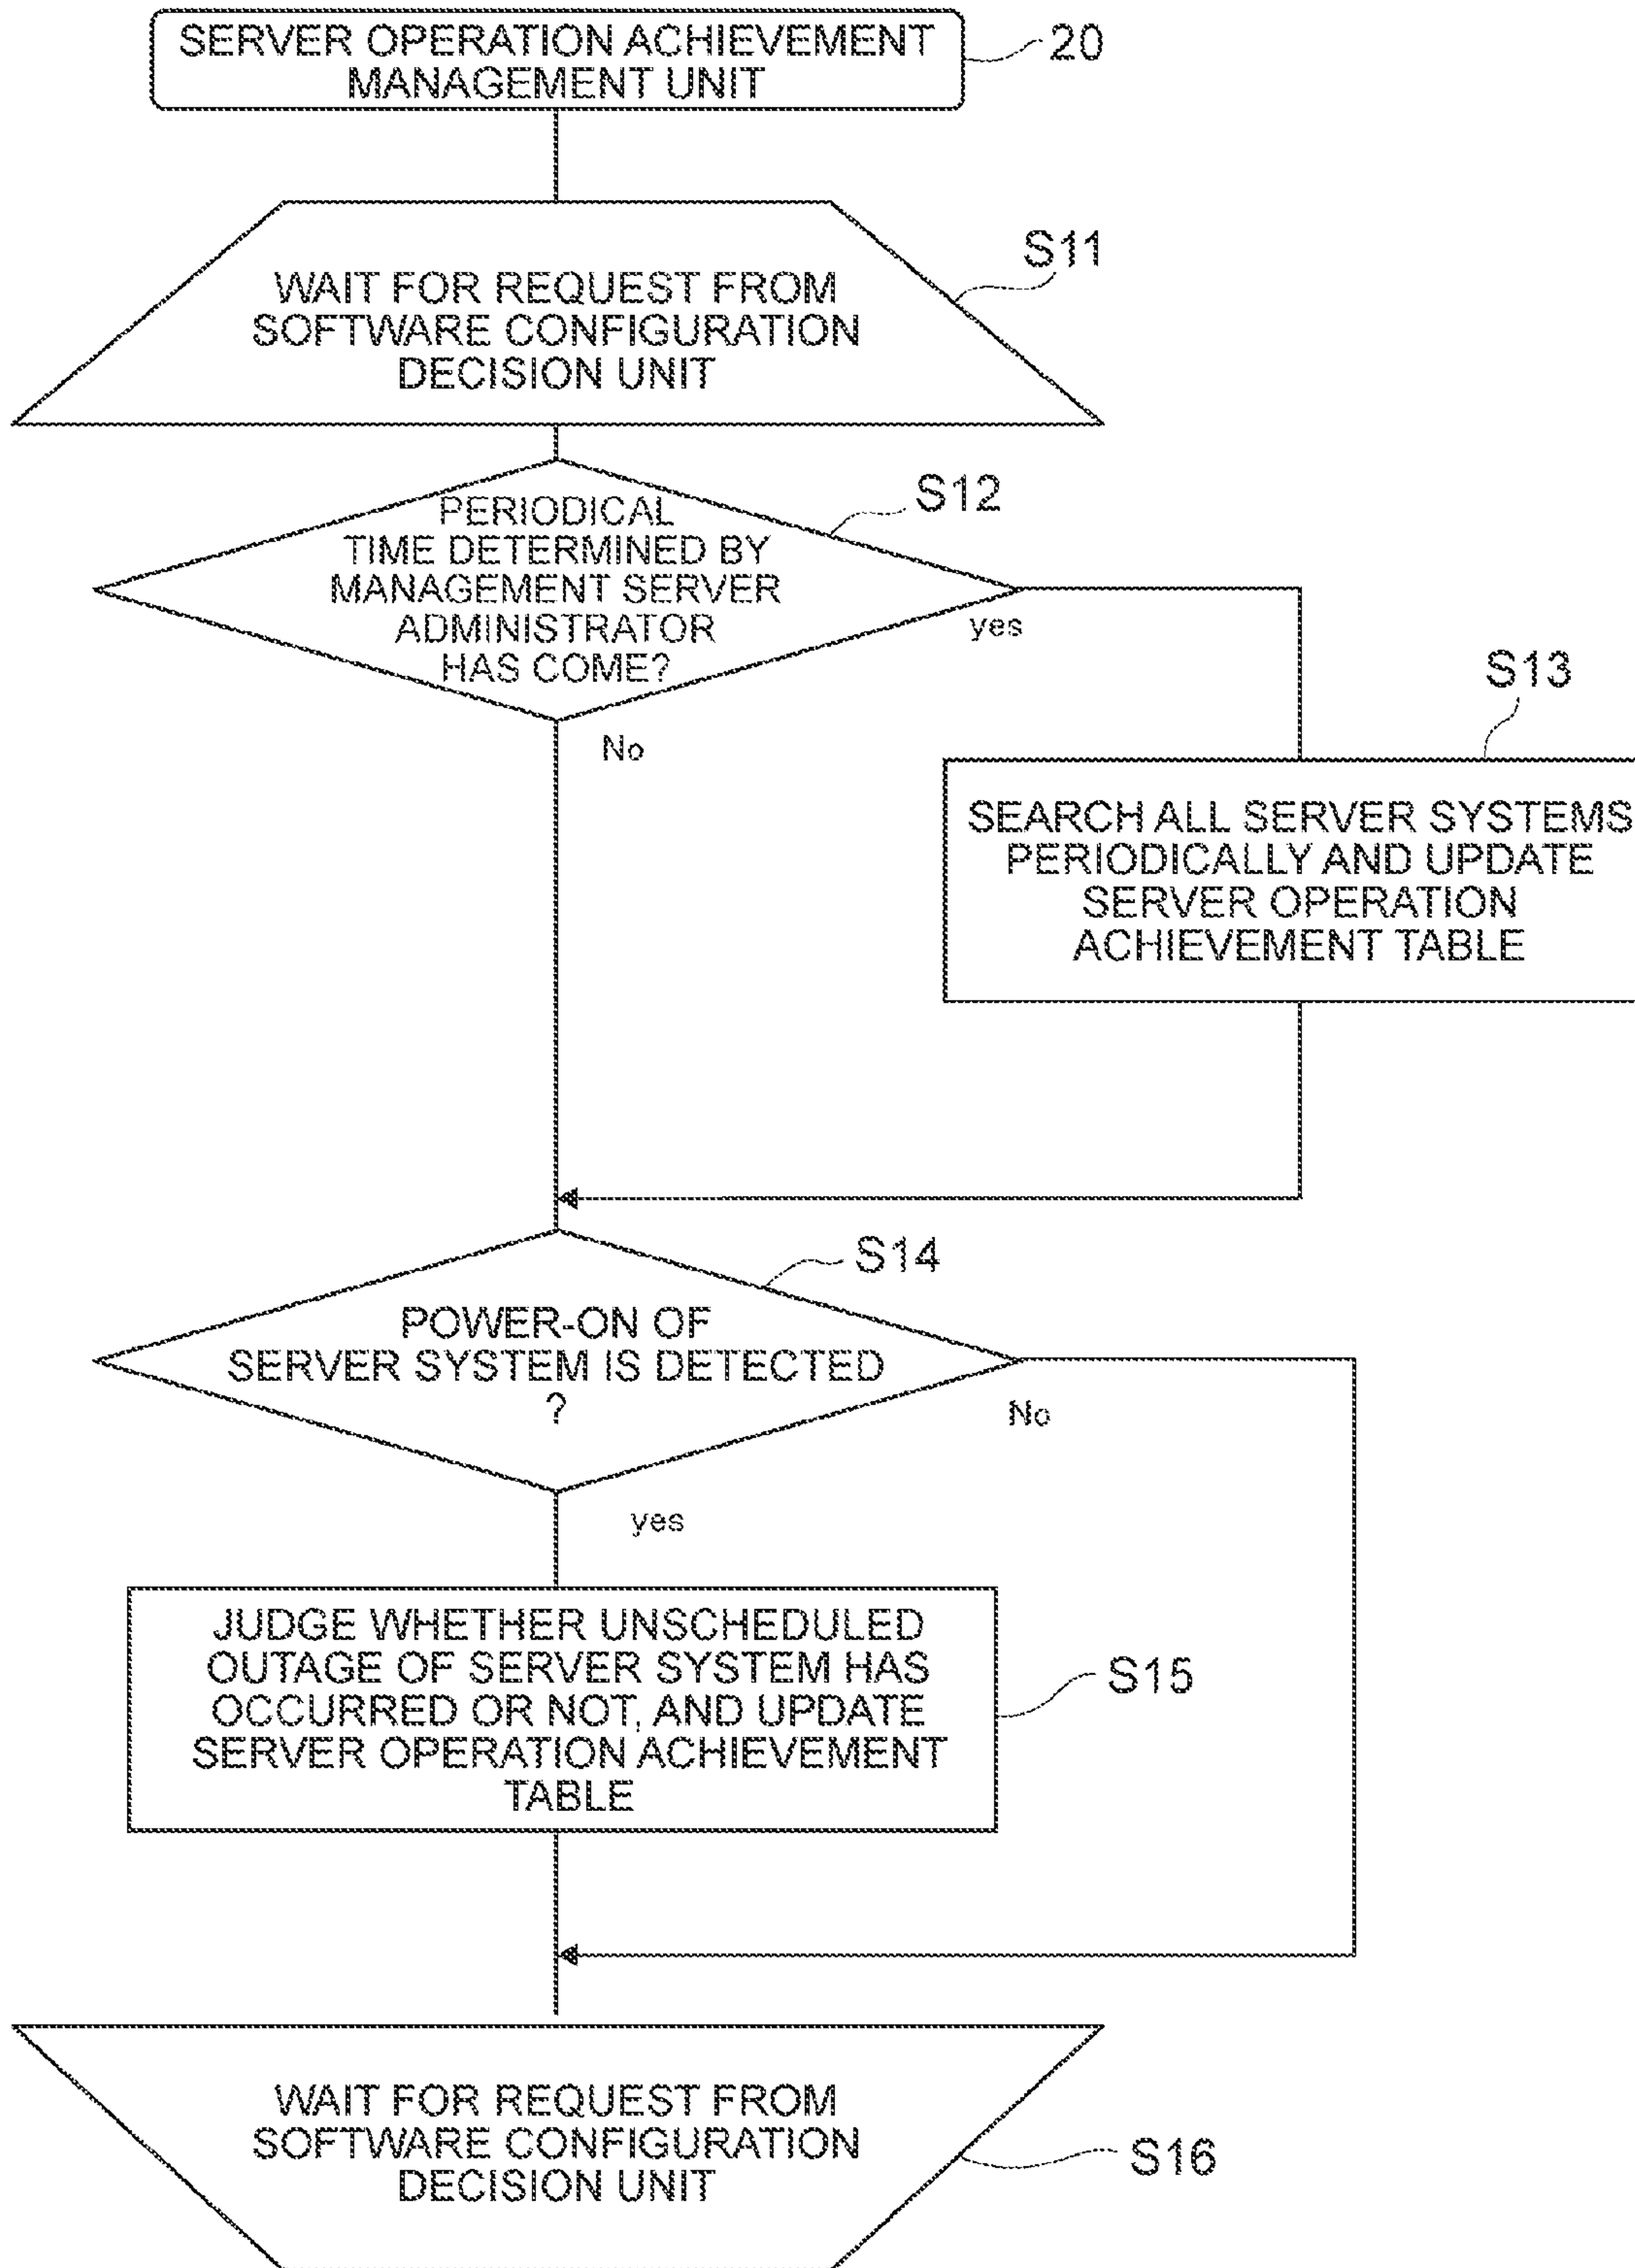 SERVER OPERATION ACHIEVEMENT
MANAGEMENT UNIT
20
WAIT FOR REQUEST FROM
SOFTWARE CONFIGURATION
DECISION UNIT
S11
PERIODICAL
TIME DETERMINED BY
MANAGEMENT SERVER
ADMINISTRATOR
HAS COME?
S12
yes
No
S13
SEARCH ALL SERVER SYSTEMS
PERIODICALLY AND UPDATE
SERVER OPERATION
ACHIEVEMENT TABLE
S14
POWER-ON OF
SERVER SYSTEM IS DETECTED
?
No
yes
JUDGE WHETHER UNSCHEDULED
OUTAGE OF SERVER SYSTEM HAS
OCCURRED OR NOT, AND UPDATE
SERVER OPERATION ACHIEVEMENT
TABLE
S15
WAIT FOR REQUEST FROM
SOFTWARE CONFIGURATION
DECISION UNIT
S16